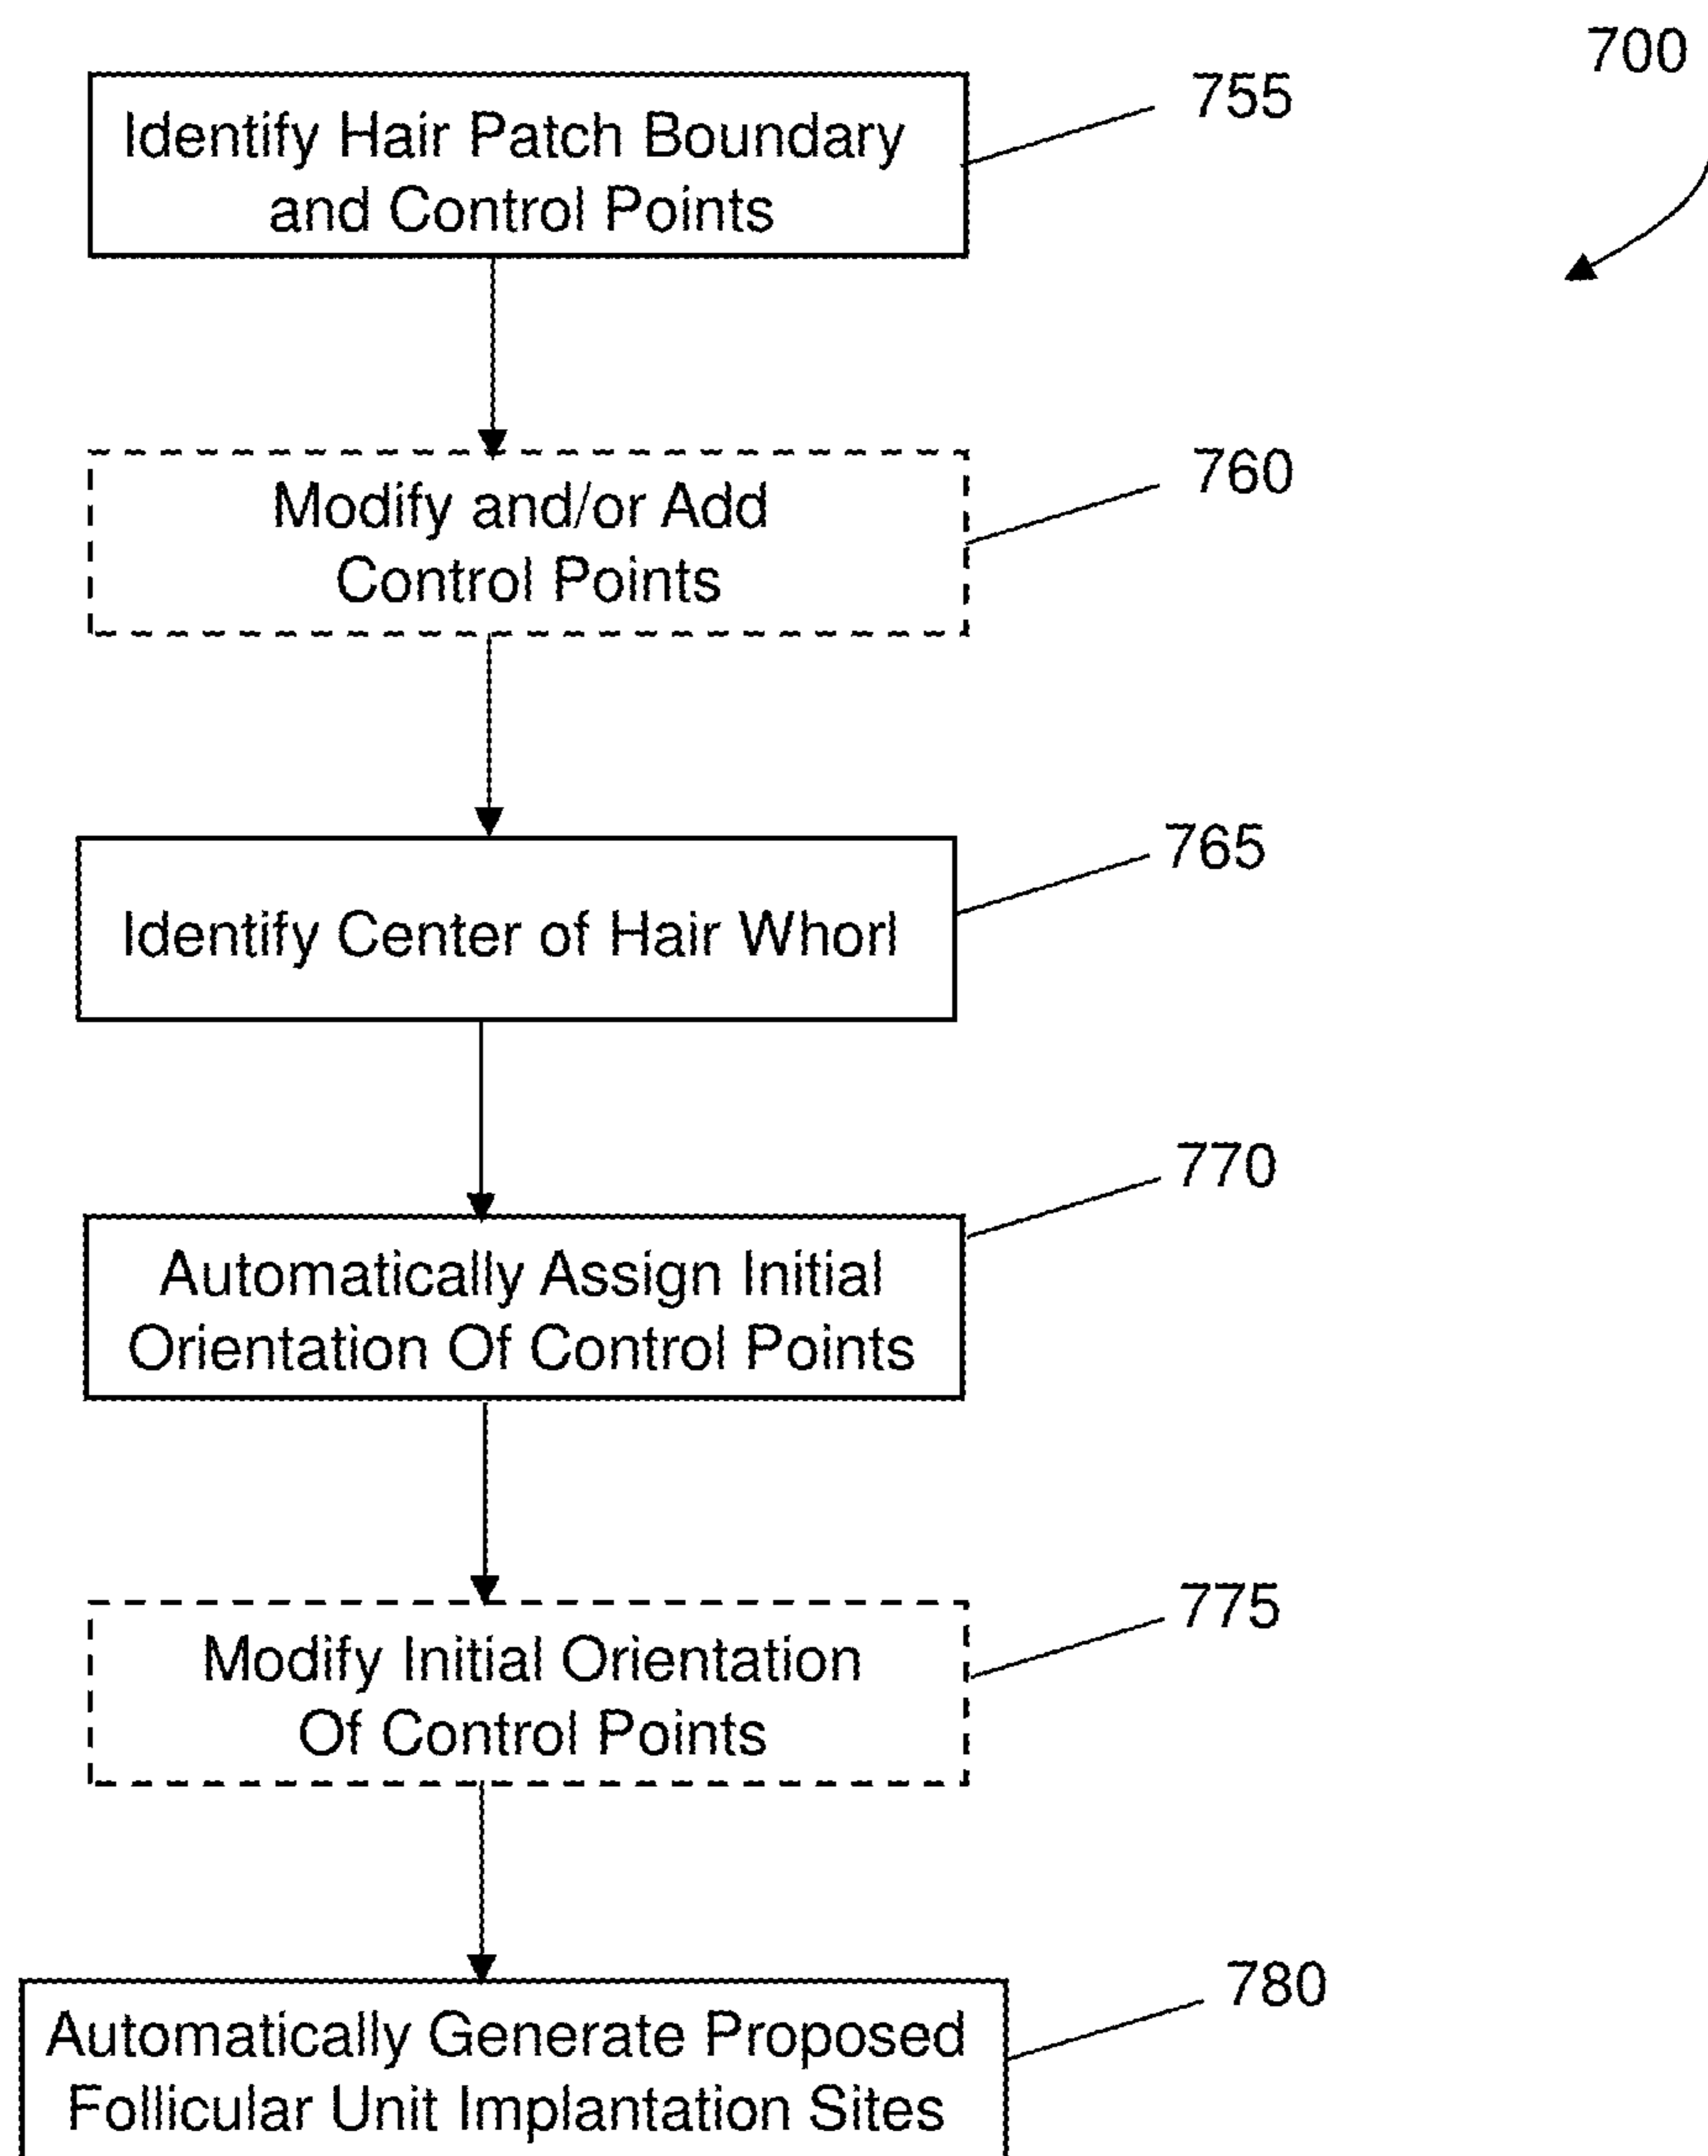 700
Identify Hair Patch Boundary
and Control Points
755
Modify and/or Add
Control Points
760
Identify Center of Hair Whorl
765
Automatically Assign Initial
Orientation Of Control Points
770
Modify Initial Orientation
Of Control Points
775
Automatically Generate Proposed
Follicular Unit Implantation Sites
780